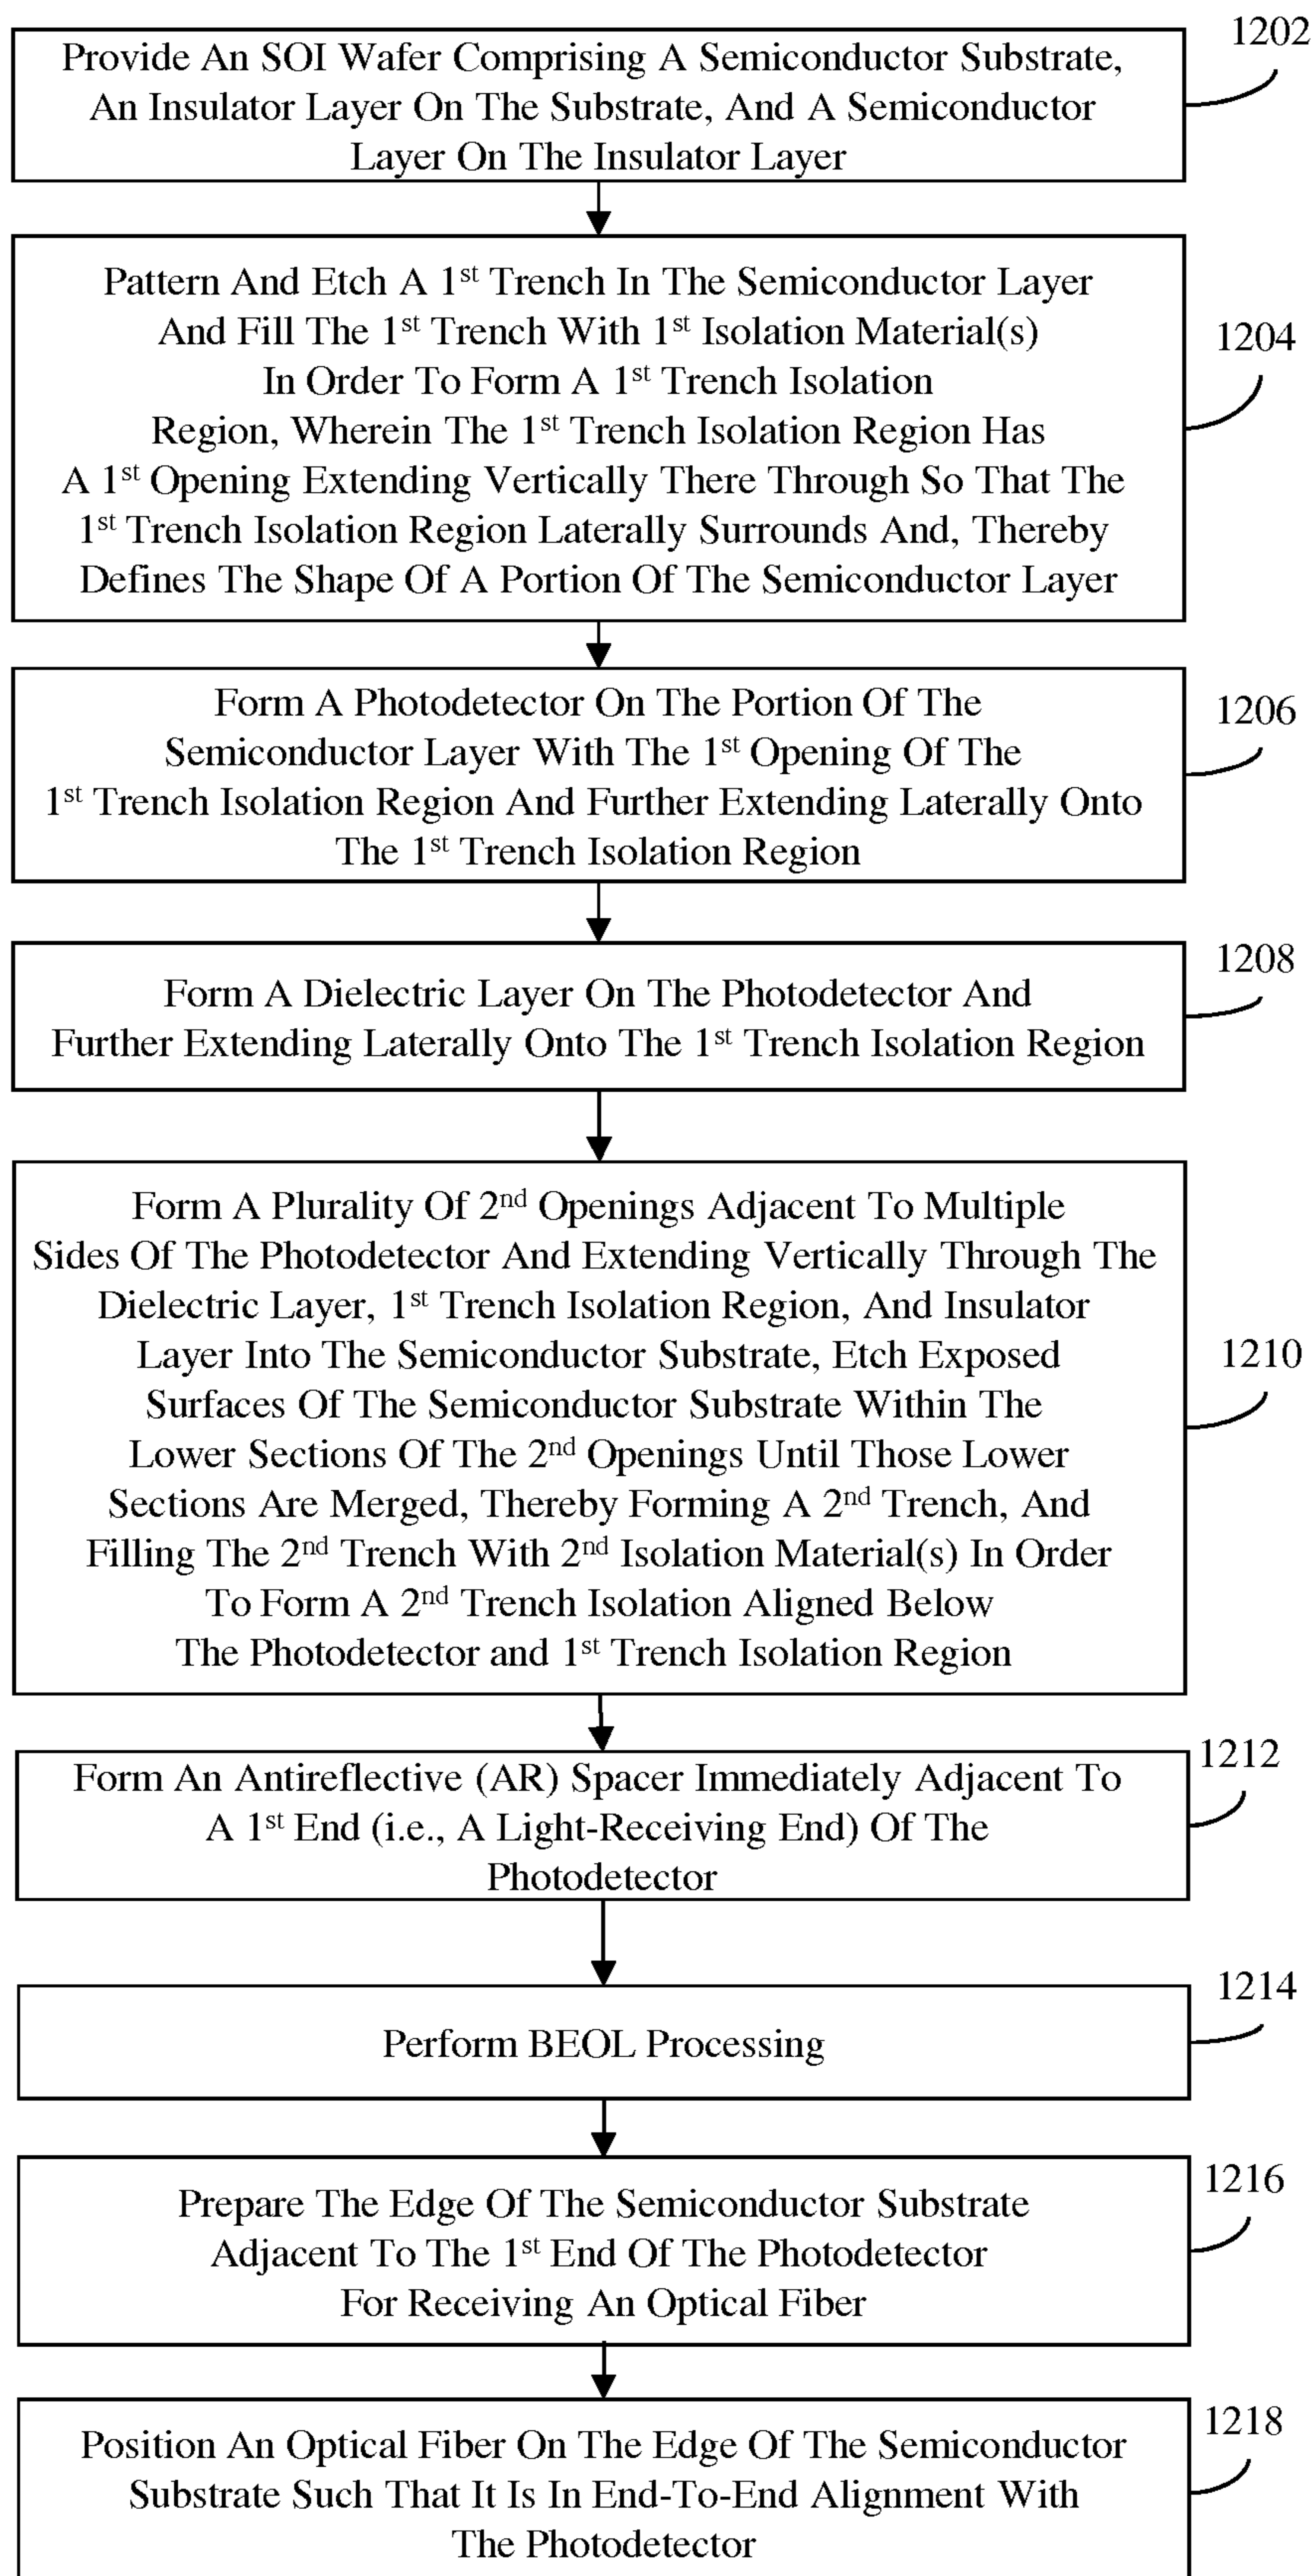 1202
Provide An SOI Wafer Comprising A Semiconductor Substrate,
An Insulator Layer On The Substrate, And A Semiconductor
Layer On The Insulator Layer
Pattern And Etch A 1st Trench In The Semiconductor Layer
And Fill The 1st Trench With 1st Isolation Material(s)
1204
In Order To Form A 1st Trench Isolation
Region, Wherein The 1st Trench Isolation Region Has
A 1st Opening Extending Vertically There Through So That The
1st Trench Isolation Region Laterally Surrounds And, Thereby
Defines The Shape Of A Portion Of The Semiconductor Layer
Form A Photodetector On The Portion Of The
1206
Semiconductor Layer With The 1st Opening Of The
1st Trench Isolation Region And Further Extending Laterally Onto
The 1st Trench Isolation Region
1208
Form A Dielectric Layer On The Photodetector And
Further Extending Laterally Onto The 1st Trench Isolation Region
Form A Plurality Of 2nd Openings Adjacent To Multiple
Sides Of The Photodetector And Extending Vertically Through The
Dielectric Layer, 1st Trench Isolation Region, And Insulator
Layer Into The Semiconductor Substrate, Etch Exposed
1210
Surfaces Of The Semiconductor Substrate Within The
Lower Sections Of The 2nd Openings Until Those Lower
Sections Are Merged, Thereby Forming A 2nd Trench, And
Filling The 2nd Trench With 2nd Isolation Material(s) In Order
To Form A 2nd Trench Isolation Aligned Below
The Photodetector and 1st Trench Isolation Region
1212
Form An Antireflective (AR) Spacer Immediately Adjacent To
A 1st End (i.e., A Light-Receiving End) Of The
Photodetector
1214
Perform BEOL Processing
1216
Prepare The Edge Of The Semiconductor Substrate
Adjacent To The 1st End Of The Photodetector
For Receiving An Optical Fiber
1218
Position An Optical Fiber On The Edge Of The Semiconductor
Substrate Such That It Is In End-To-End Alignment With
The Photodetector